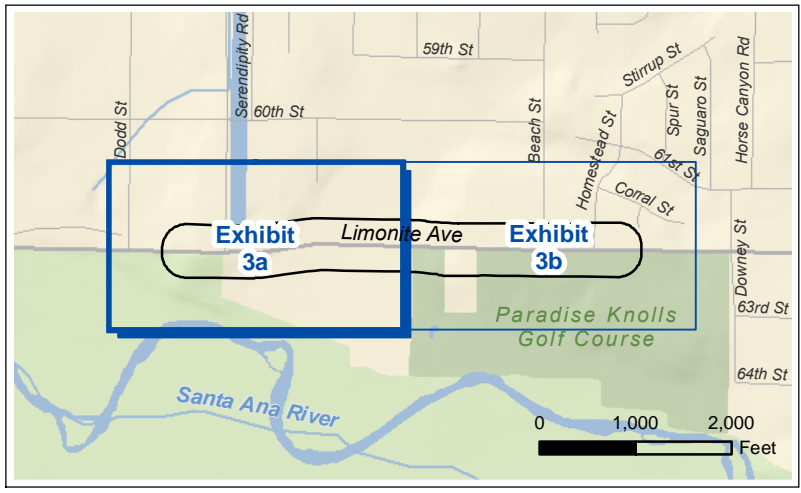 Serendipity Rd
59th St
Stirrup St
Horse Canyon Rd
Dodd St
60th St
Beach St
Homestead St
Spur St
Saguaro St
61st St
Corral St
Exhibit
3a
Limonite Ave
Exhibit
3b
Downey St
Paradise Knolls
Golf Course
63rd St
64th St
Santa Ana River
0 1,000 2,000
Feet